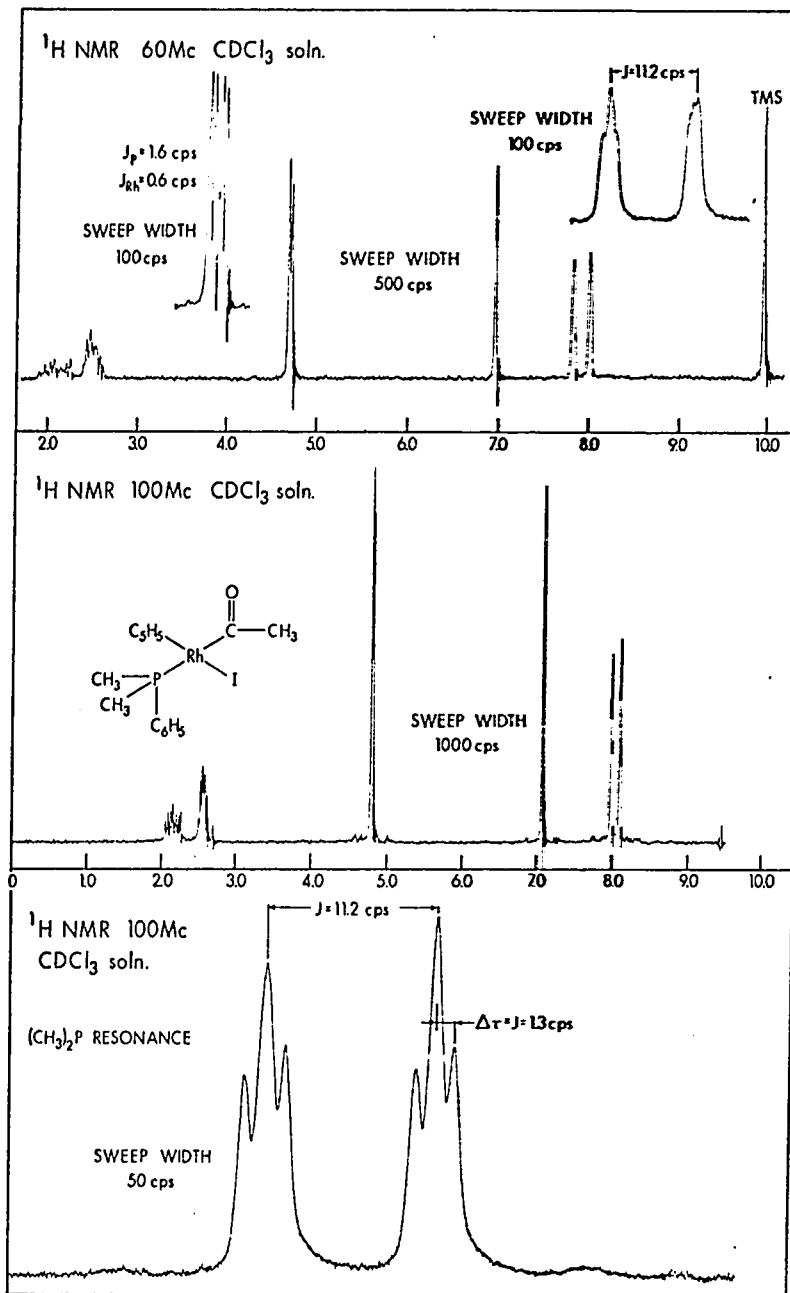 ¹H NMR 60Mc CDCl₃ soln.
J=11.2 cps
TMS
SWEEP WIDTH
100 cps
Jₚ=1.6 cps
J_Rh=0.6 cps
SWEEP WIDTH
100 cps
SWEEP WIDTH
500 cps
2.0 3.0 4.0 5.0 6.0 7.0 8.0 9.0 10.0
¹H NMR 100Mc CDCl₃ soln.
O
C₅H₅
C
CH₃
Rh
CH₃
P
I
CH₃
C₆H₅
SWEEP WIDTH
1000 cps
0 1.0 2.0 3.0 4.0 5.0 6.0 7.0 8.0 9.0 10.0
¹H NMR 100Mc
CDCl₃ soln.
J=11.2 cps
(CH₃)₂P RESONANCE
Δτ=J=1.3cps
SWEEP WIDTH
50 cps